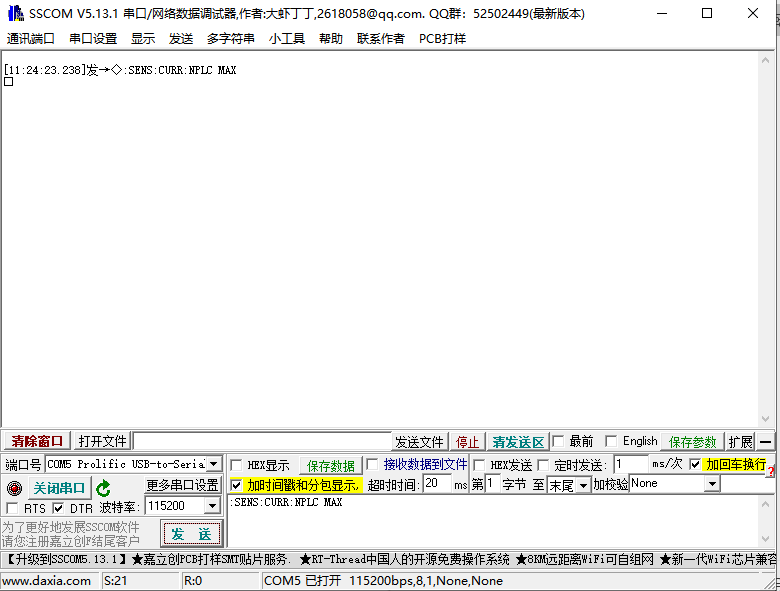 SSCOM V5.13.1 串口/网络数据调试器,作者:大虾丁丁,2618058@qq.com. QQ群：52502449(最新版本)
通讯端口 串口设置 显示 发送 多字符串 小工具 帮助 联系作者 PCB打样
[11:24:23.238]发→◇:SENS:CURR:NPLC MAX
□
清除窗口 打开文件 发送文件 停止 清发送区 最前 English 保存参数 扩展 —
端口号 COM5 Prolific USB-to-Seria HEX显示 保存数据 接收数据到文件 HEX发送 定时发送: 1 ms/次 加回车换行
关闭串口 更多串口设置 加时间戳和分包显示, 超时时间: 20 ms 第 1 字节 至 末尾 加校验 None
RTS DTR 波特率: 115200 :SENS:CURR:NPLC MAX
为了更好地发展SSCOM软件
请您注册嘉立创F结尾客户
发 送
【升级到SSCOM5.13.1】★嘉立创PCB打样SMT贴片服务. ★RT-Thread中国人的开源免费操作系统 ★8KM远距离WiFi可自组网 ★新一代WiFi芯片兼容
www.daxia.com S:21 R:0 COM5 已打开 115200bps,8,1,None,None